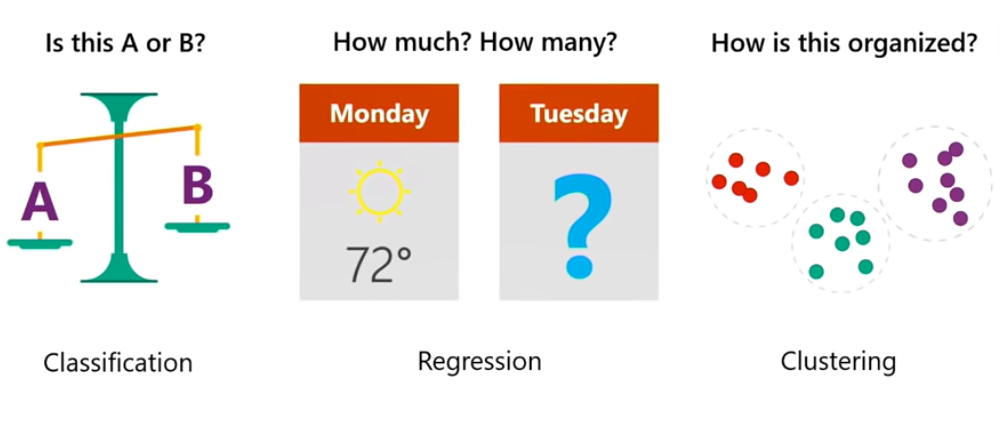 Is this A or B?
How much? How many?
How is this organized?
A
B
Monday
72°
Tuesday
?
Classification
Regression
Clustering